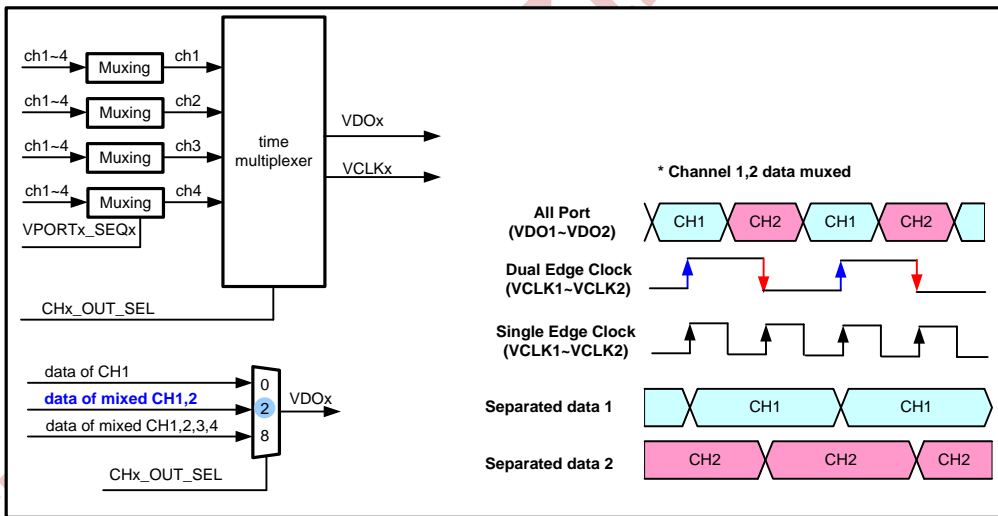 ch1~4
Muxing
ch1
ch1~4
Muxing
ch2
ch1~4
Muxing
ch3
ch1~4
Muxing
ch4
VPORTx_SEQx
time
multiplexer
VDOx
VCLKx
CHx_OUT_SEL
data of CH1
0
data of mixed CH1,2
2
VDOx
data of mixed CH1,2,3,4
8
CHx_OUT_SEL
* Channel 1,2 data muxed
All Port
(VDO1~VDO2)
CH1
CH2
CH1
CH2
Dual Edge Clock
(VCLK1~VCLK2)
Single Edge Clock
(VCLK1~VCLK2)
Separated data 1
CH1
CH1
Separated data 2
CH2
CH2
CH2